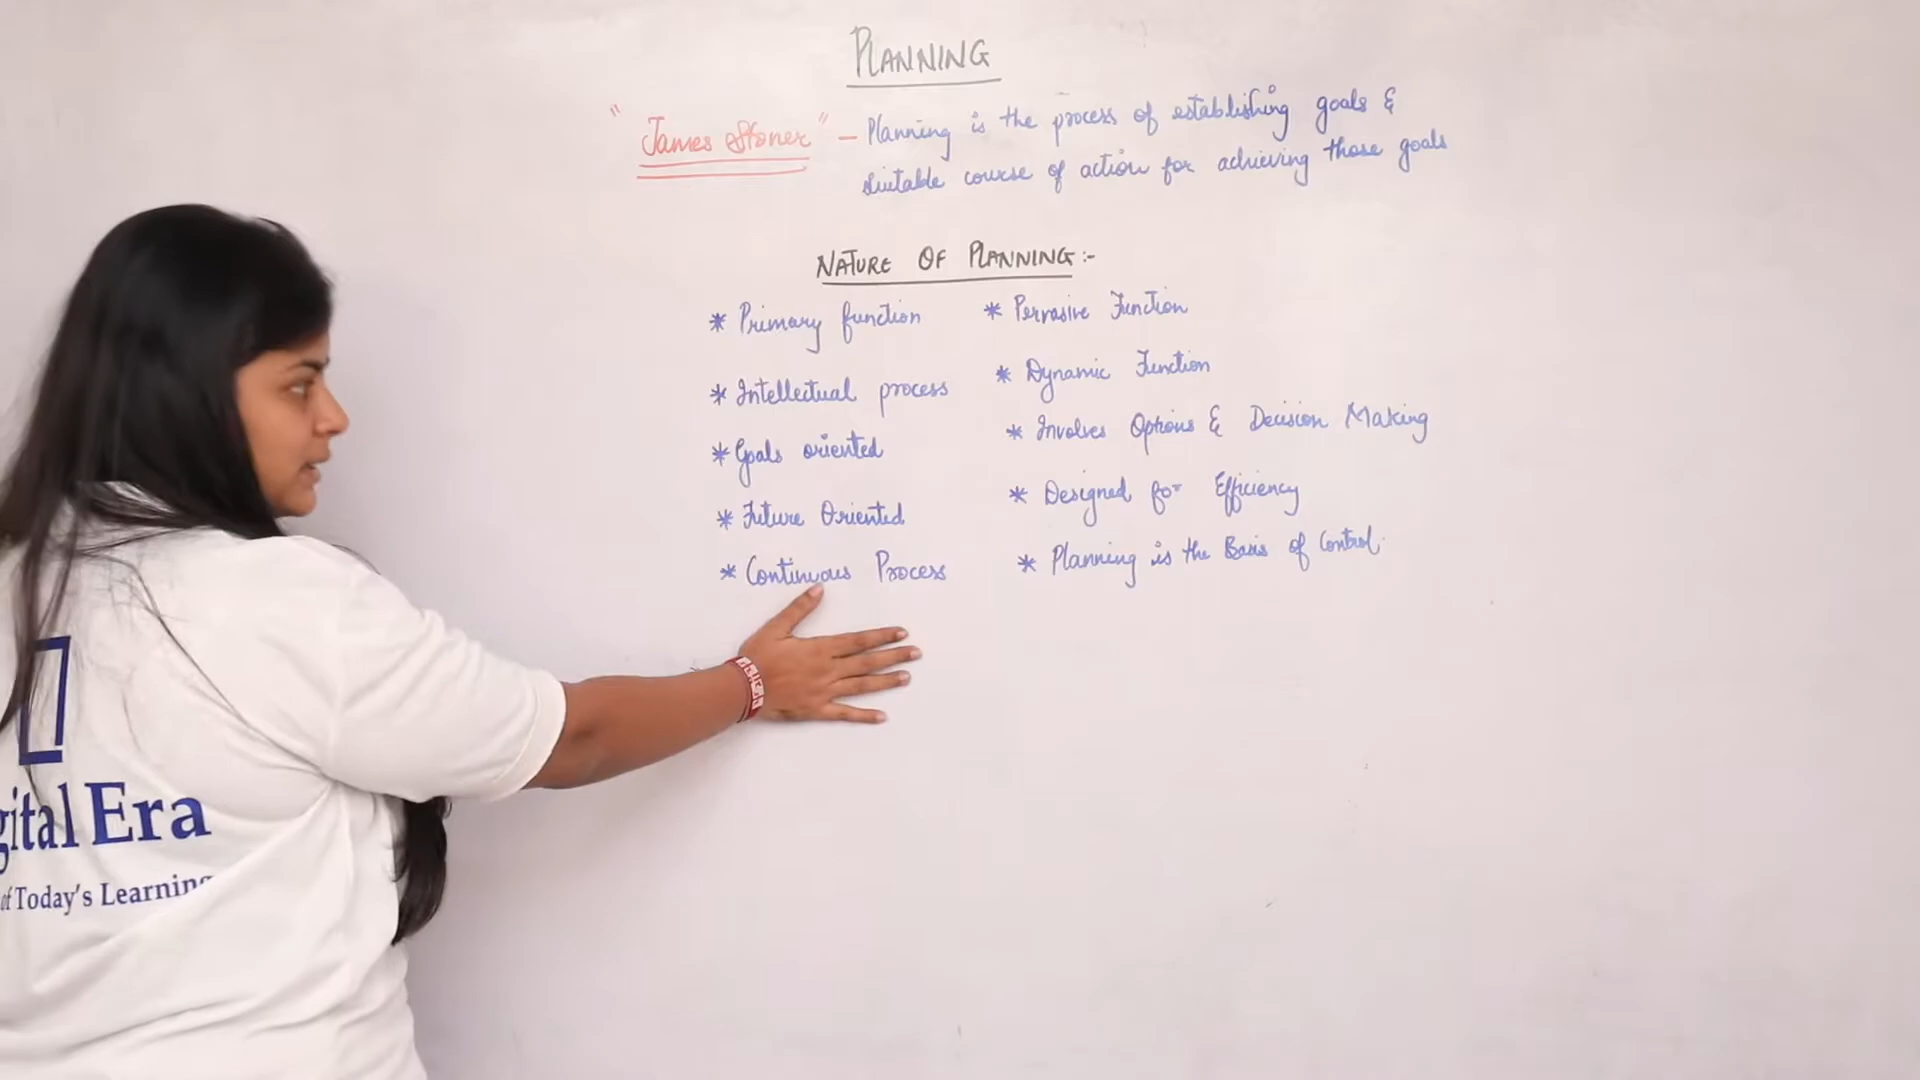 PLANNING
"James Stoner" – Planning is the process of establishing goals &
suitable course of action for achieving those goals
NATURE OF PLANNING :-
* Primary function
* Intellectual process
* Goals oriented
* Future Oriented
* Continuous Process
* Pervasive Function
* Dynamic Function
* Involves Options & Decision Making
* Designed for Efficiency
* Planning is the Basis of Control.
gital Era
of Today's Learning